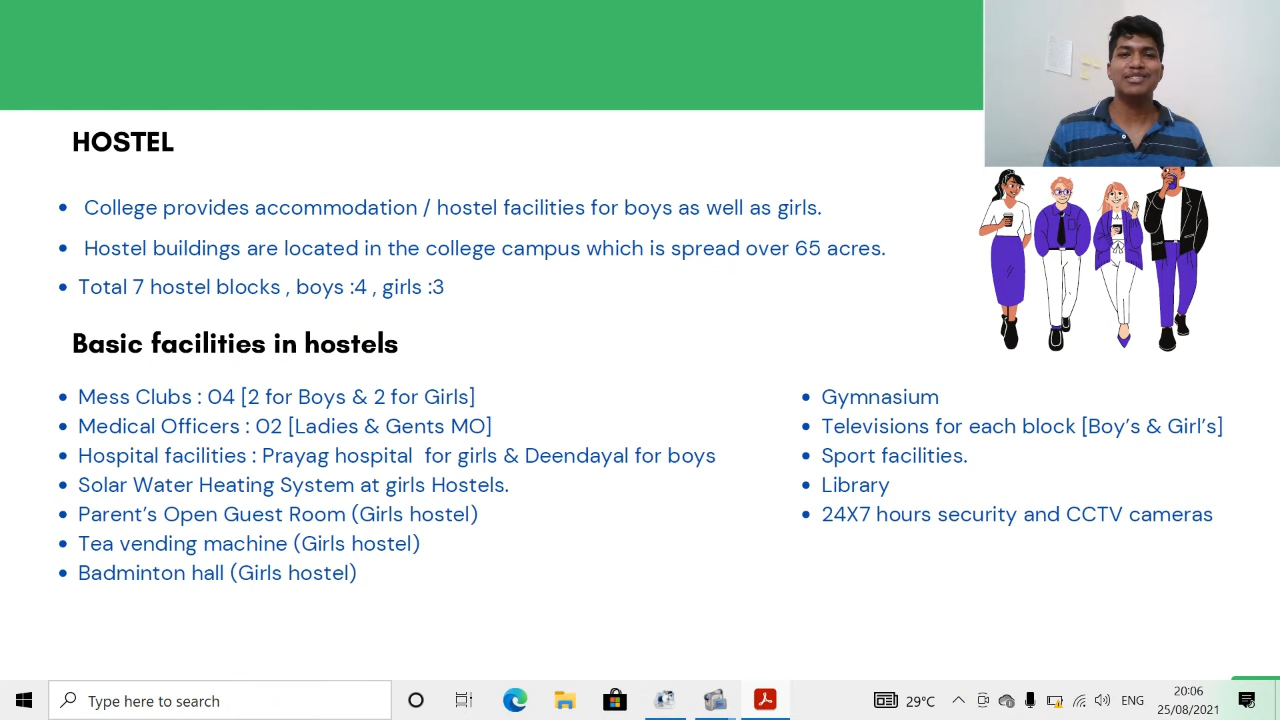 HOSTEL
College provides accommodation / hostel facilities for boys as well as girls.
Hostel buildings are located in the college campus which is spread over 65 acres.
Total 7 hostel blocks , boys :4 , girls :3
Basic facilities in hostels
Mess Clubs : 04 [2 for Boys & 2 for Girls]
Medical Officers : 02 [Ladies & Gents MO]
Hospital facilities : Prayag hospital for girls & Deendayal for boys
Solar Water Heating System at girls Hostels.
Parent's Open Guest Room (Girls hostel)
Tea vending machine (Girls hostel)
Badminton hall (Girls hostel)
Gymnasium
Televisions for each block [Boy's & Girl's]
Sport facilities.
Library
24X7 hours security and CCTV cameras
Type here to search
29°C
ENG
20:06
25/08/2021